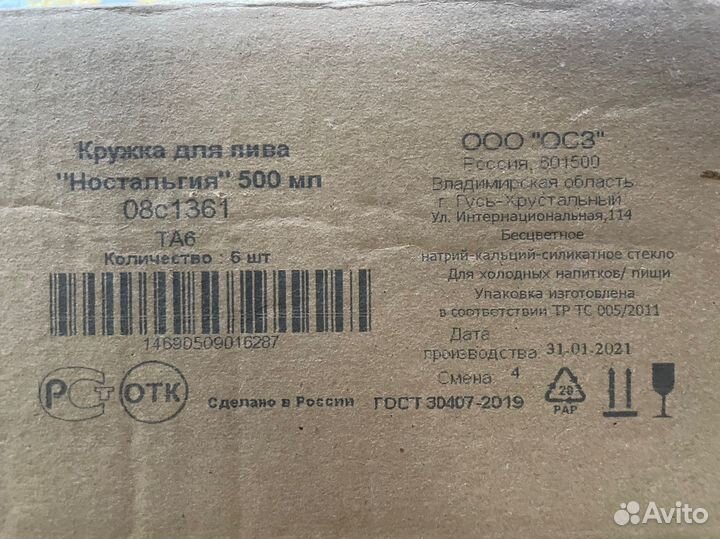 Кружка для пива
"Ностальгия" 500 мл
08с1361
ТА6
Количество : 6 шт
14690509016287
РСт
ОТК
Сделано в России
ООО "ОСЗ"
Россия, 601500
Владимирская область
г. Гусь-Хрустальный
Ул. Интернациональная,114
Бесцветное
натрий-кальций-силикатное стекло
Для холодных напитков/ пищи
Упаковка изготовлена
в соответствии ТР ТС 005/2011
Дата
производства 31.01.2021
Смена 4
ГОСТ 30407-2019
20
PAP
Avito